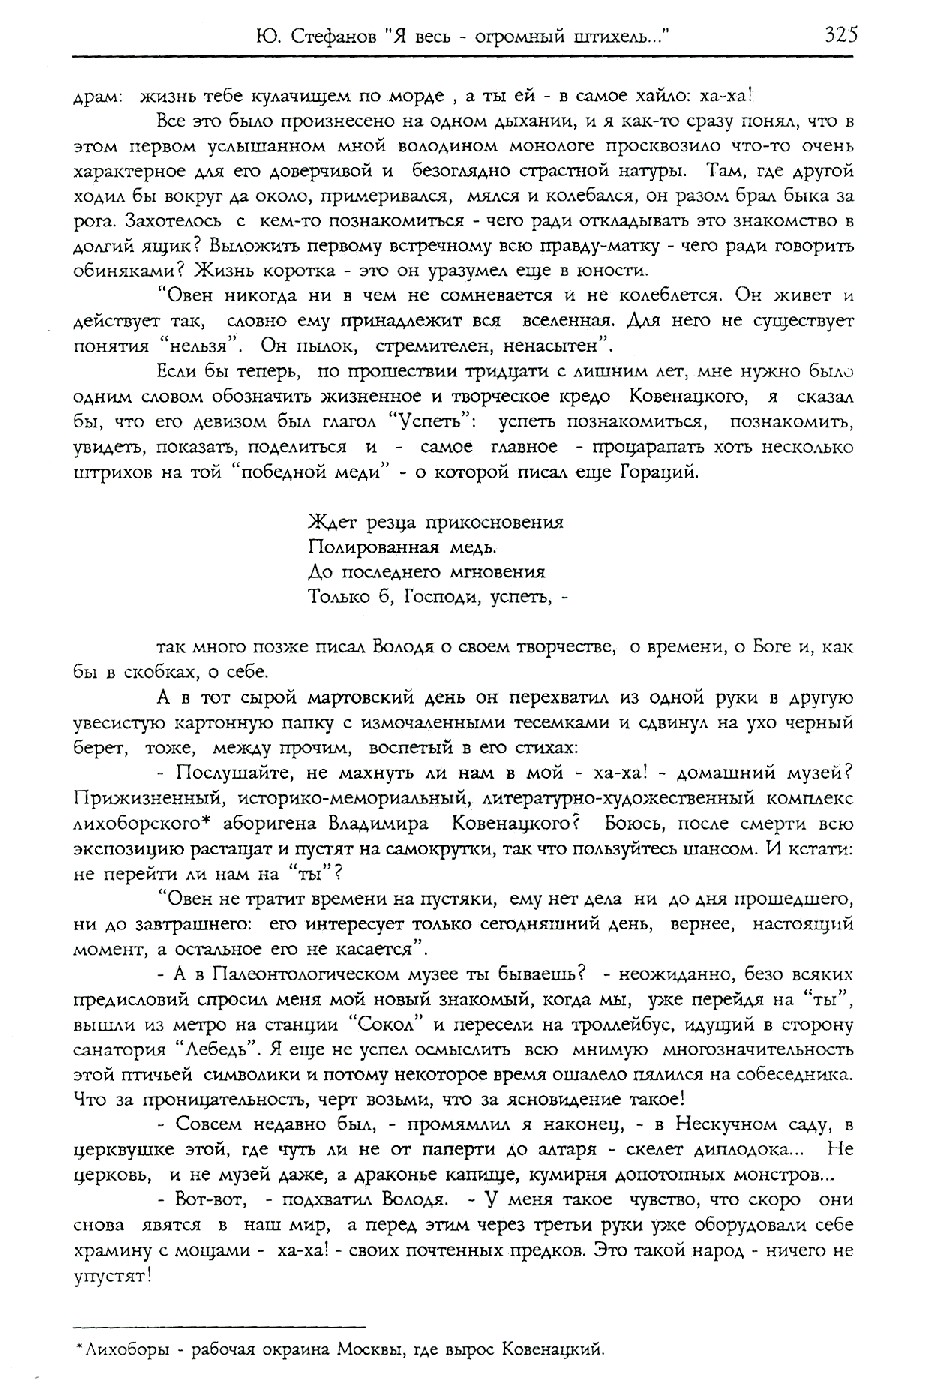 Ю. Стефанов "Я весь - огромный штихель..." 325
драм: жизнь тебе кулачищем по морде , а ты ей - в самое хайло: ха-ха!
Все это было произнесено на одном дыхании, и я как-то сразу понял, что в
этом первом услышанном мной володином монологе просквозило что-то очень
характерное для его доверчивой и безоглядно страстной натуры. Там, где другой
ходил бы вокруг да около, примеривался, мялся и колебался, он разом брал быка за
рога. Захотелось с кем-то познакомиться - чего ради откладывать это знакомство в
долгий ящик? Выложить первому встречному всю правду-матку - чего ради говорить
обиняками? Жизнь коротка - это он уразумел еще в юности.
“Овен никогда ни в чем не сомневается и не колеблется. Он живет и
действует так, словно ему принадлежит вся вселенная. Для него не существует
понятия “нельзя”. Он пылок, стремителен, ненасытен”.
Если бы теперь, по прошествии тридцати с лишним лет, мне нужно было
одним словом обозначить жизненное и творческое кредо Ковенацкого, я сказал
бы, что его девизом был глагол “Успеть”: успеть познакомиться, познакомить,
увидеть, показать, поделиться и - самое главное - процарапать хоть несколько
штрихов на той “победной меди” - о которой писал еще Гораций.
Ждет резца прикосновения
Полированная медь.
До последнего мгновения
Только б, Господи, успеть, -
так много позже писал Володя о своем творчестве, о времени, о Боге и, как
бы в скобках, о себе.
А в тот сырой мартовский день он перехватил из одной руки в другую
увесистую картонную папку с измочаленными тесемками и сдвинул на ухо черный
берет, тоже, между прочим, воспетый в его стихах:
- Послушайте, не махнуть ли нам в мой - ха-ха! - домашний музей?
Прижизненный, историко-мемориальный, литературно-художественный комплекс
лихоборского* аборигена Владимира Ковенацкого? Боюсь, после смерти всю
экспозицию растащат и пустят на самокрутки, так что пользуйтесь шансом. И кстати:
не перейти ли нам на “ты”?
“Овен не тратит времени на пустяки, ему нет дела ни до дня прошедшего,
ни до завтрашнего: его интересует только сегодняшний день, вернее, настоящий
момент, а остальное его не касается”.
- А в Палеонтологическом музее ты бываешь? - неожиданно, безо всяких
предисловий спросил меня мой новый знакомый, когда мы, уже перейдя на “ты”,
вышли из метро на станции “Сокол” и пересели на троллейбус, идущий в сторону
санатория “Лебедь”. Я еще не успел осмыслить всю мнимую многозначительность
этой птичьей символики и потому некоторое время ошалело пялился на собеседника.
Что за проницательность, черт возьми, что за ясновидение такое!
- Совсем недавно был, - промямлил я наконец, - в Нескучном саду, в
церквушке этой, где чуть ли не от паперти до алтаря - скелет диплодока... Не
церковь, и не музей даже, а драконье капище, кумирня допотопных монстров...
- Вот-вот, - подхватил Володя. - У меня такое чувство, что скоро они
снова явятся в наш мир, а перед этим через третьи руки уже оборудовали себе
храмину с мощами - ха-ха! - своих почтенных предков. Это такой народ - ничего не
упустят!
*Лихоборы - рабочая окраина Москвы, где вырос Ковенацкий.